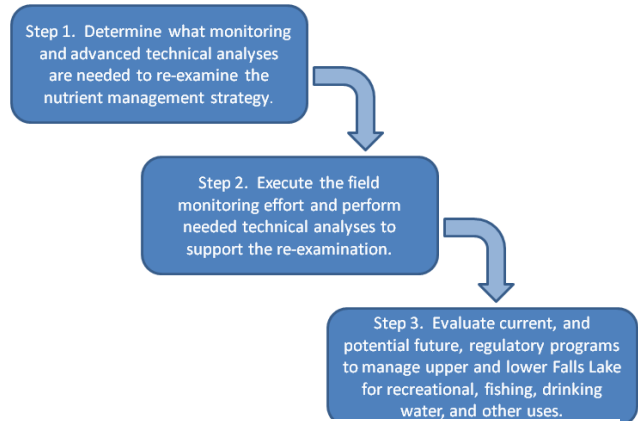 Step 1.  Determine what monitoring
and advanced technical analyses
are needed to re-examine the
nutrient management strategy.
Step 2.  Execute the field
monitoring effort and perform
needed technical analyses to
support the re-examination.
Step 3.  Evaluate current, and
potential future, regulatory programs
to manage upper and lower Falls Lake
for recreational, fishing, drinking
water, and other uses.